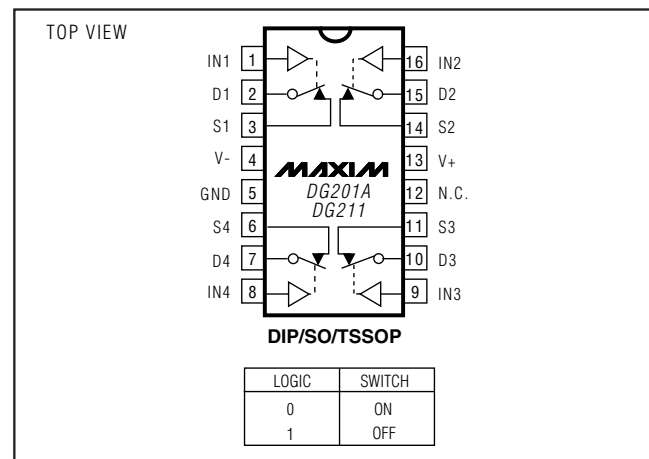 TOP VIEW
IN1 1 16 IN2
D1 2 15 D2
S1 3 14 S2
V- 4 13 V+
MAXIM
GND 5 DG201A 12 N.C.
DG211
S4 6 11 S3
D4 7 10 D3
IN4 8 9 IN3
DIP/SO/TSSOP
LOGIC SWITCH
0 ON
1 OFF